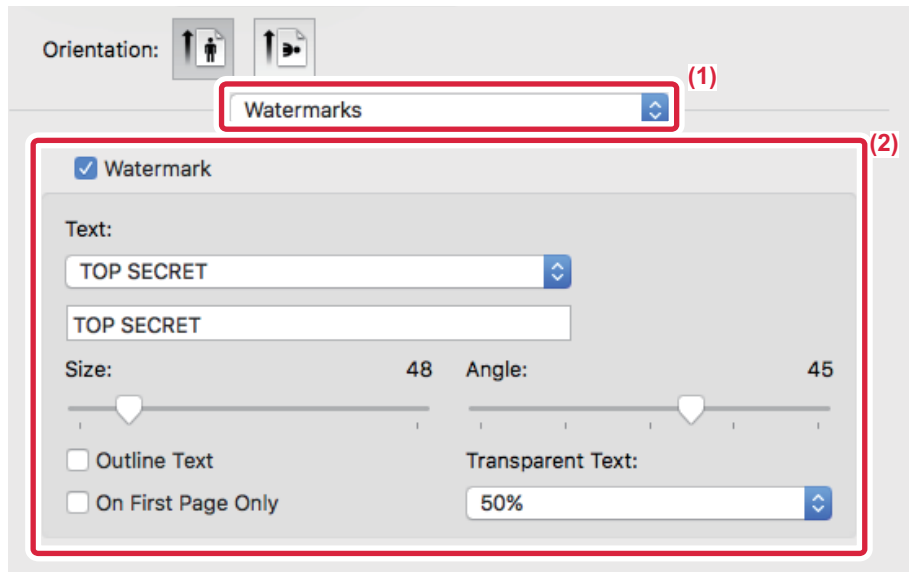 Orientation:
(1)
Watermarks
(2)
Watermark
Text:
TOP SECRET
TOP SECRET
Size: 48 Angle: 45
Outline Text Transparent Text:
On First Page Only 50%